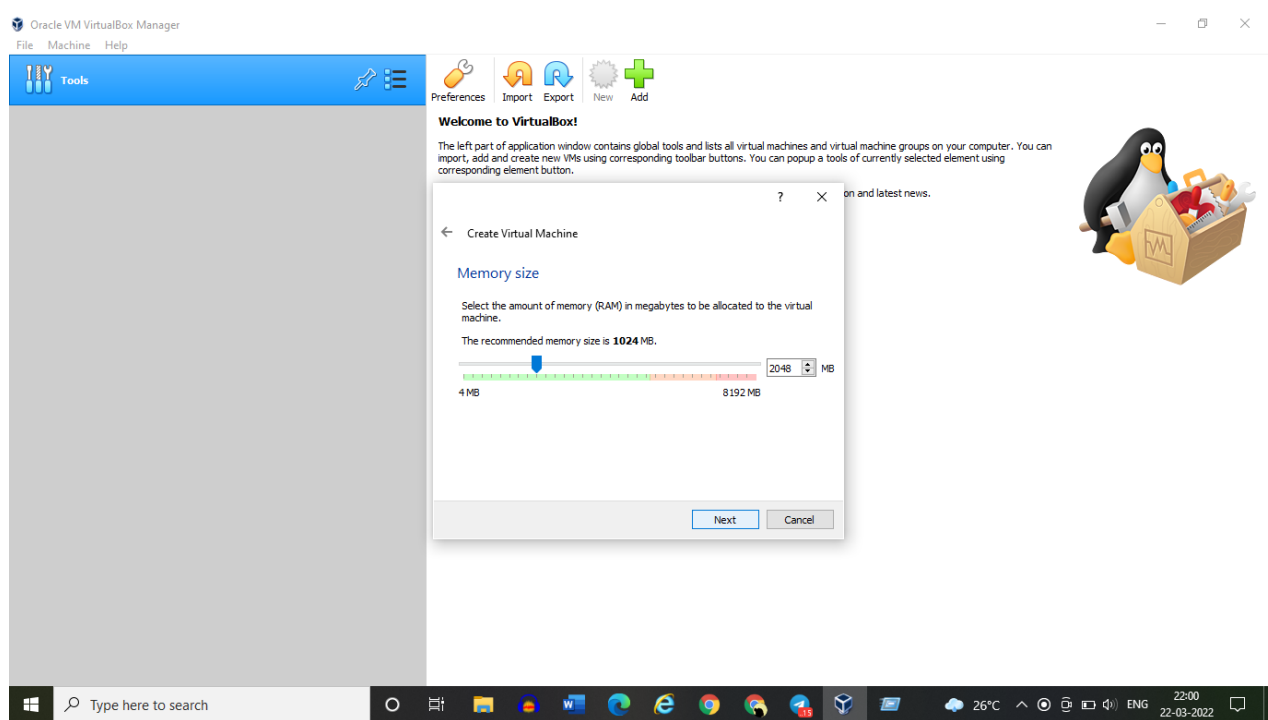 Oracle VM VirtualBox Manager
File Machine Help
Tools
Preferences Import Export New Add
Welcome to VirtualBox!
The left part of application window contains global tools and lists all virtual machines and virtual machine groups on your computer. You can
import, add and create new VMs using corresponding toolbar buttons. You can popup a tools of currently selected element using
corresponding element button.
on and latest news.
?
Create Virtual Machine
Memory size
Select the amount of memory (RAM) in megabytes to be allocated to the virtual
machine.
The recommended memory size is 1024 MB.
2048 MB
4 MB 8192 MB
Next Cancel
Type here to search
15
26°C ENG 22:00
22-03-2022